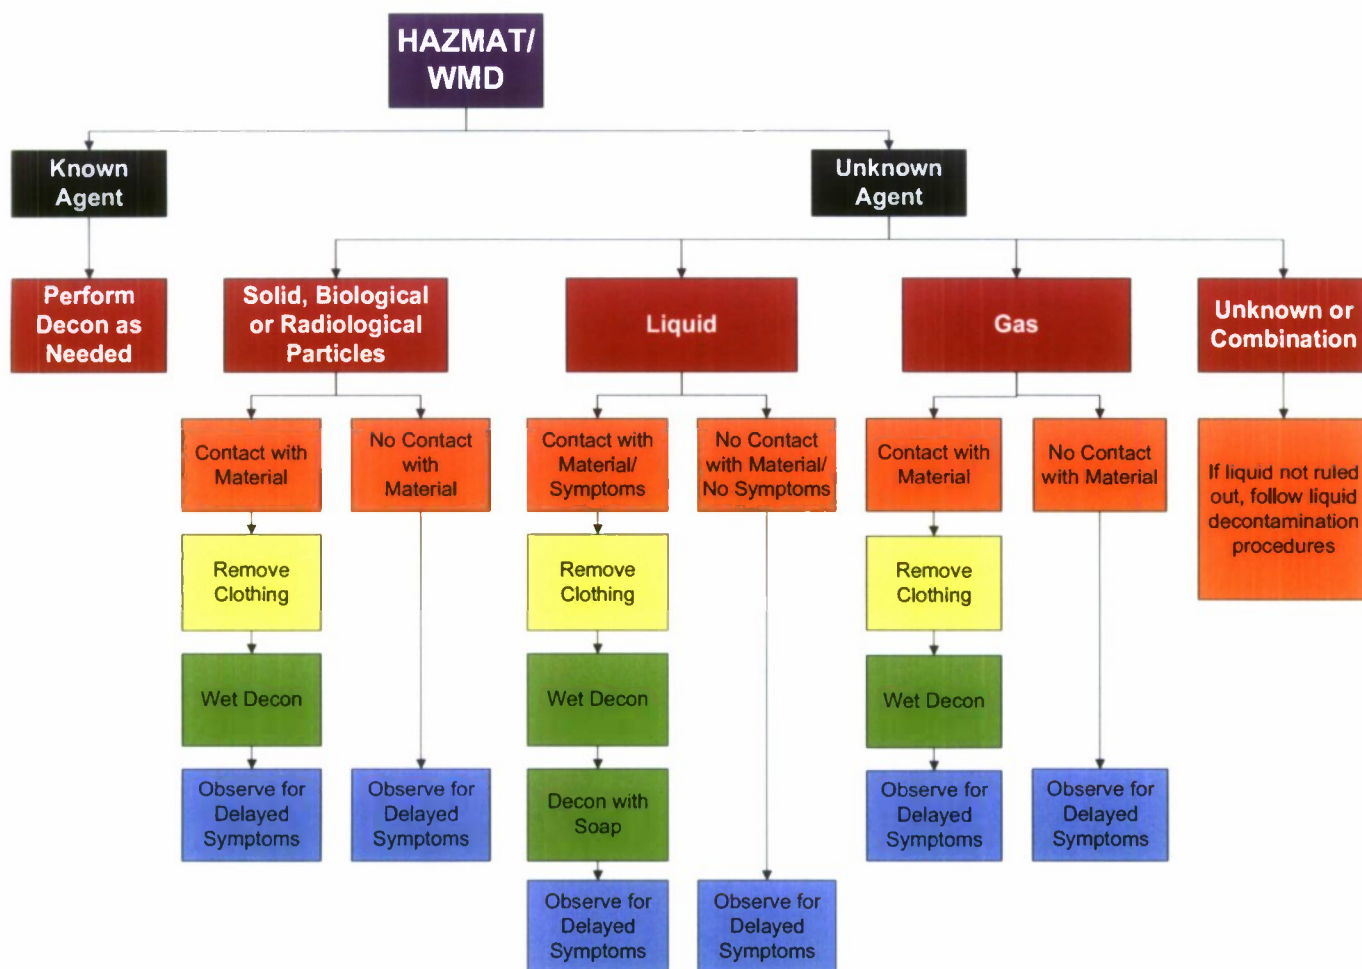 HAZMAT/
WMD
Known
Agent
Unknown
Agent
Perform
Decon as
Needed
Solid, Biological
or Radiological
Particles
Liquid
Gas
Unknown or
Combination
Contact with
Material
No Contact
with
Material
Contact with
Material/
Symptoms
No Contact
with Material/
No Symptoms
Contact with
Material
No Contact
with Material
If liquid not ruled
out, follow liquid
decontamination
procedures
Remove
Clothing
Remove
Clothing
Remove
Clothing
Wet Decon
Wet Decon
Wet Decon
Observe for
Delayed
Symptoms
Observe for
Delayed
Symptoms
Decon with
Soap
Observe for
Delayed
Symptoms
Observe for
Delayed
Symptoms
Observe for
Delayed
Symptoms
Observe for
Delayed
Symptoms